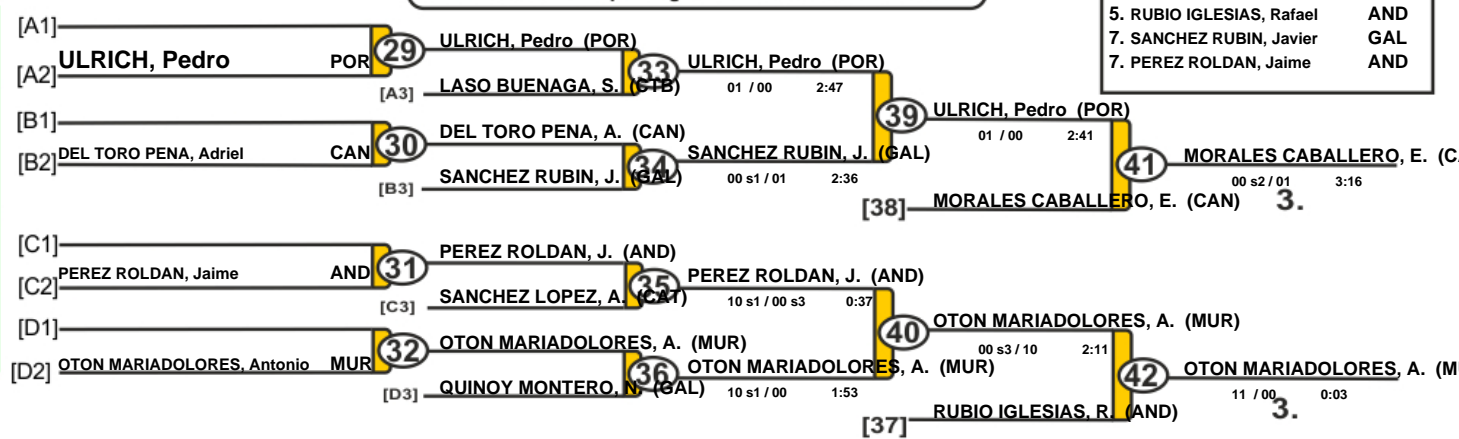 5. RUBIO IGLESIAS, Rafael AND
7. SANCHEZ RUBIN, Javier GAL
7. PEREZ ROLDAN, Jaime AND
[A1]
[A2] ULRICH, Pedro POR
29
ULRICH, Pedro (POR)
[A3] LASO BUENAGA, S. (CTB)
33
ULRICH, Pedro (POR)
01 / 00 2:47
[B1]
[B2] DEL TORO PENA, Adriel CAN
30
DEL TORO PENA, A. (CAN)
[B3] SANCHEZ RUBIN, J. (GAL)
34
SANCHEZ RUBIN, J. (GAL)
00 s1 / 01 2:36
39
ULRICH, Pedro (POR)
01 / 00 2:41
[38] MORALES CABALLERO, E. (CAN)
41
MORALES CABALLERO, E.
00 s2 / 01 3:16
3.
[C1]
[C2] PEREZ ROLDAN, Jaime AND
31
PEREZ ROLDAN, J. (AND)
[C3] SANCHEZ LOPEZ, A. (CAT)
35
PEREZ ROLDAN, J. (AND)
10 s1 / 00 s3 0:37
[D1]
[D2] OTON MARIADOLORES, Antonio MUR
32
OTON MARIADOLORES, A. (MUR)
[D3] QUINOY MONTERO, N. (GAL)
36
OTON MARIADOLORES, A. (MUR)
10 s1 / 00 1:53
40
OTON MARIADOLORES, A. (MUR)
00 s3 / 10 2:11
[37] RUBIO IGLESIAS, R. (AND)
42
OTON MARIADOLORES, A.
11 / 00 0:03
3.